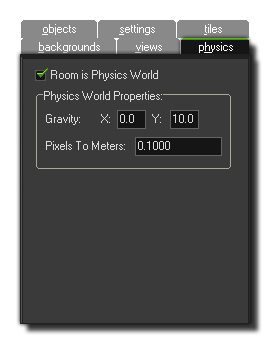 objects settings tiles
backgrounds views physics
Room is Physics World
Physics World Properties:
Gravity: X: 0.0 Y: 10.0
Pixels To Meters: 0.1000